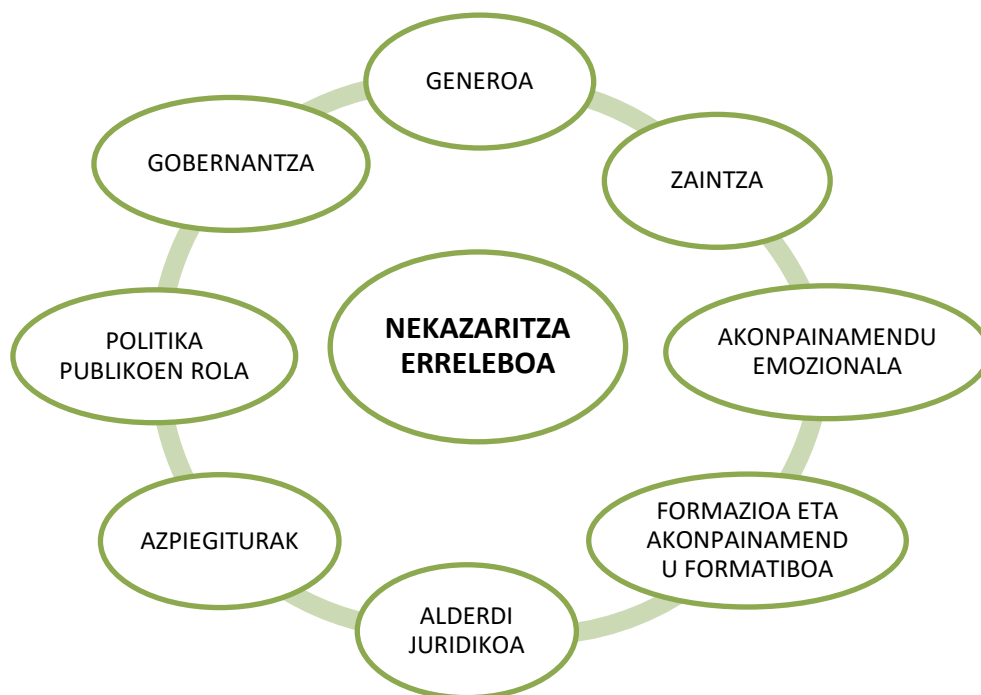 GENEROA
ZAINTZA
AKONPAINAMENDU
EMOZIONALA
FORMAZIOA ETA
AKONPAINAMEND
U FORMATIBOA
ALDERDI
JURIDIKOA
AZPIEGITURAK
POLITIKA
PUBLIKOEN ROLA
GOBERNANTZA
NEKAZARITZA
ERRELEBOA